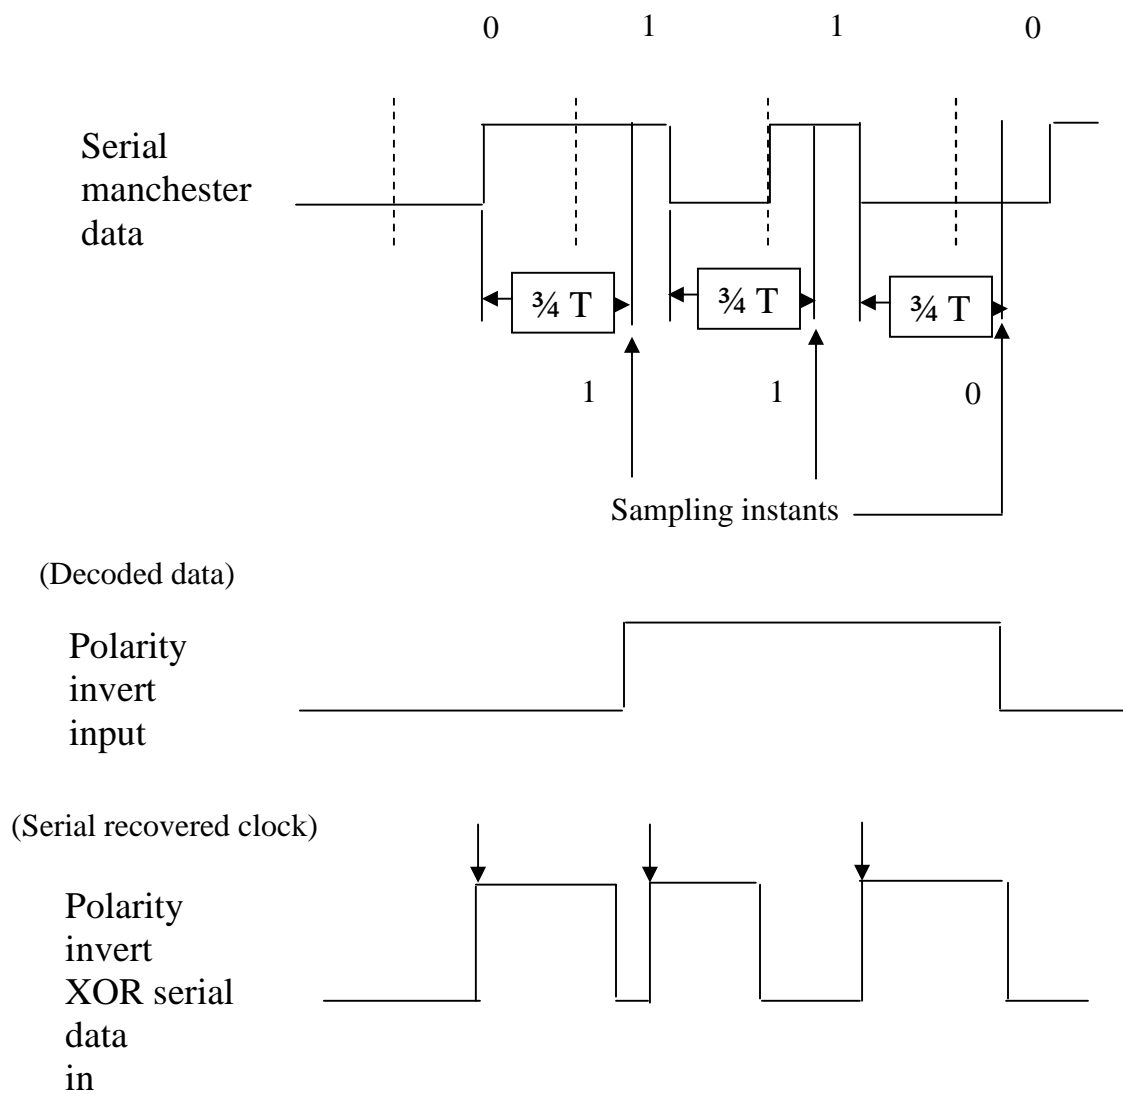 0 1 1 0
Serial
manchester
data
¾ T ¾ T ¾ T
1 1 0
Sampling instants
(Decoded data)
Polarity
invert
input
(Serial recovered clock)
Polarity
invert
XOR serial
data
in